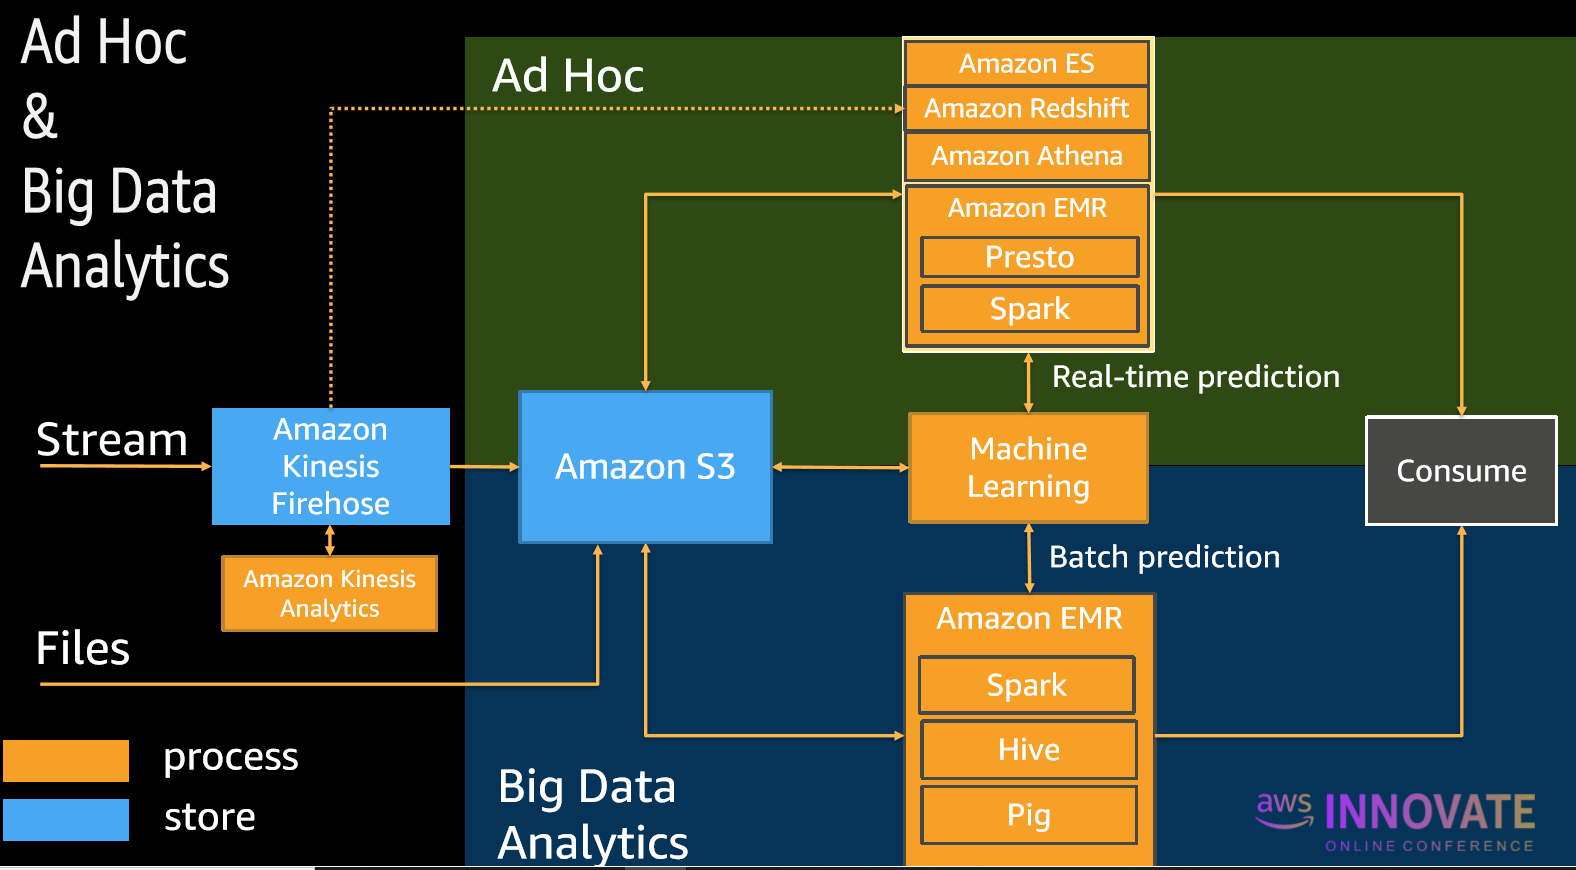 Ad Hoc
&
Big Data
Analytics
Ad Hoc
Amazon ES
Amazon Redshift
Amazon Athena
Amazon EMR
Presto
Spark
Real-time prediction
Stream
Amazon
Kinesis
Firehose
Amazon S3
Machine
Learning
Consume
Batch prediction
Amazon Kinesis
Analytics
Files
Amazon EMR
Spark
Hive
Pig
process
store
Big Data
Analytics
aws INNOVATE
ONLINE CONFERENCE